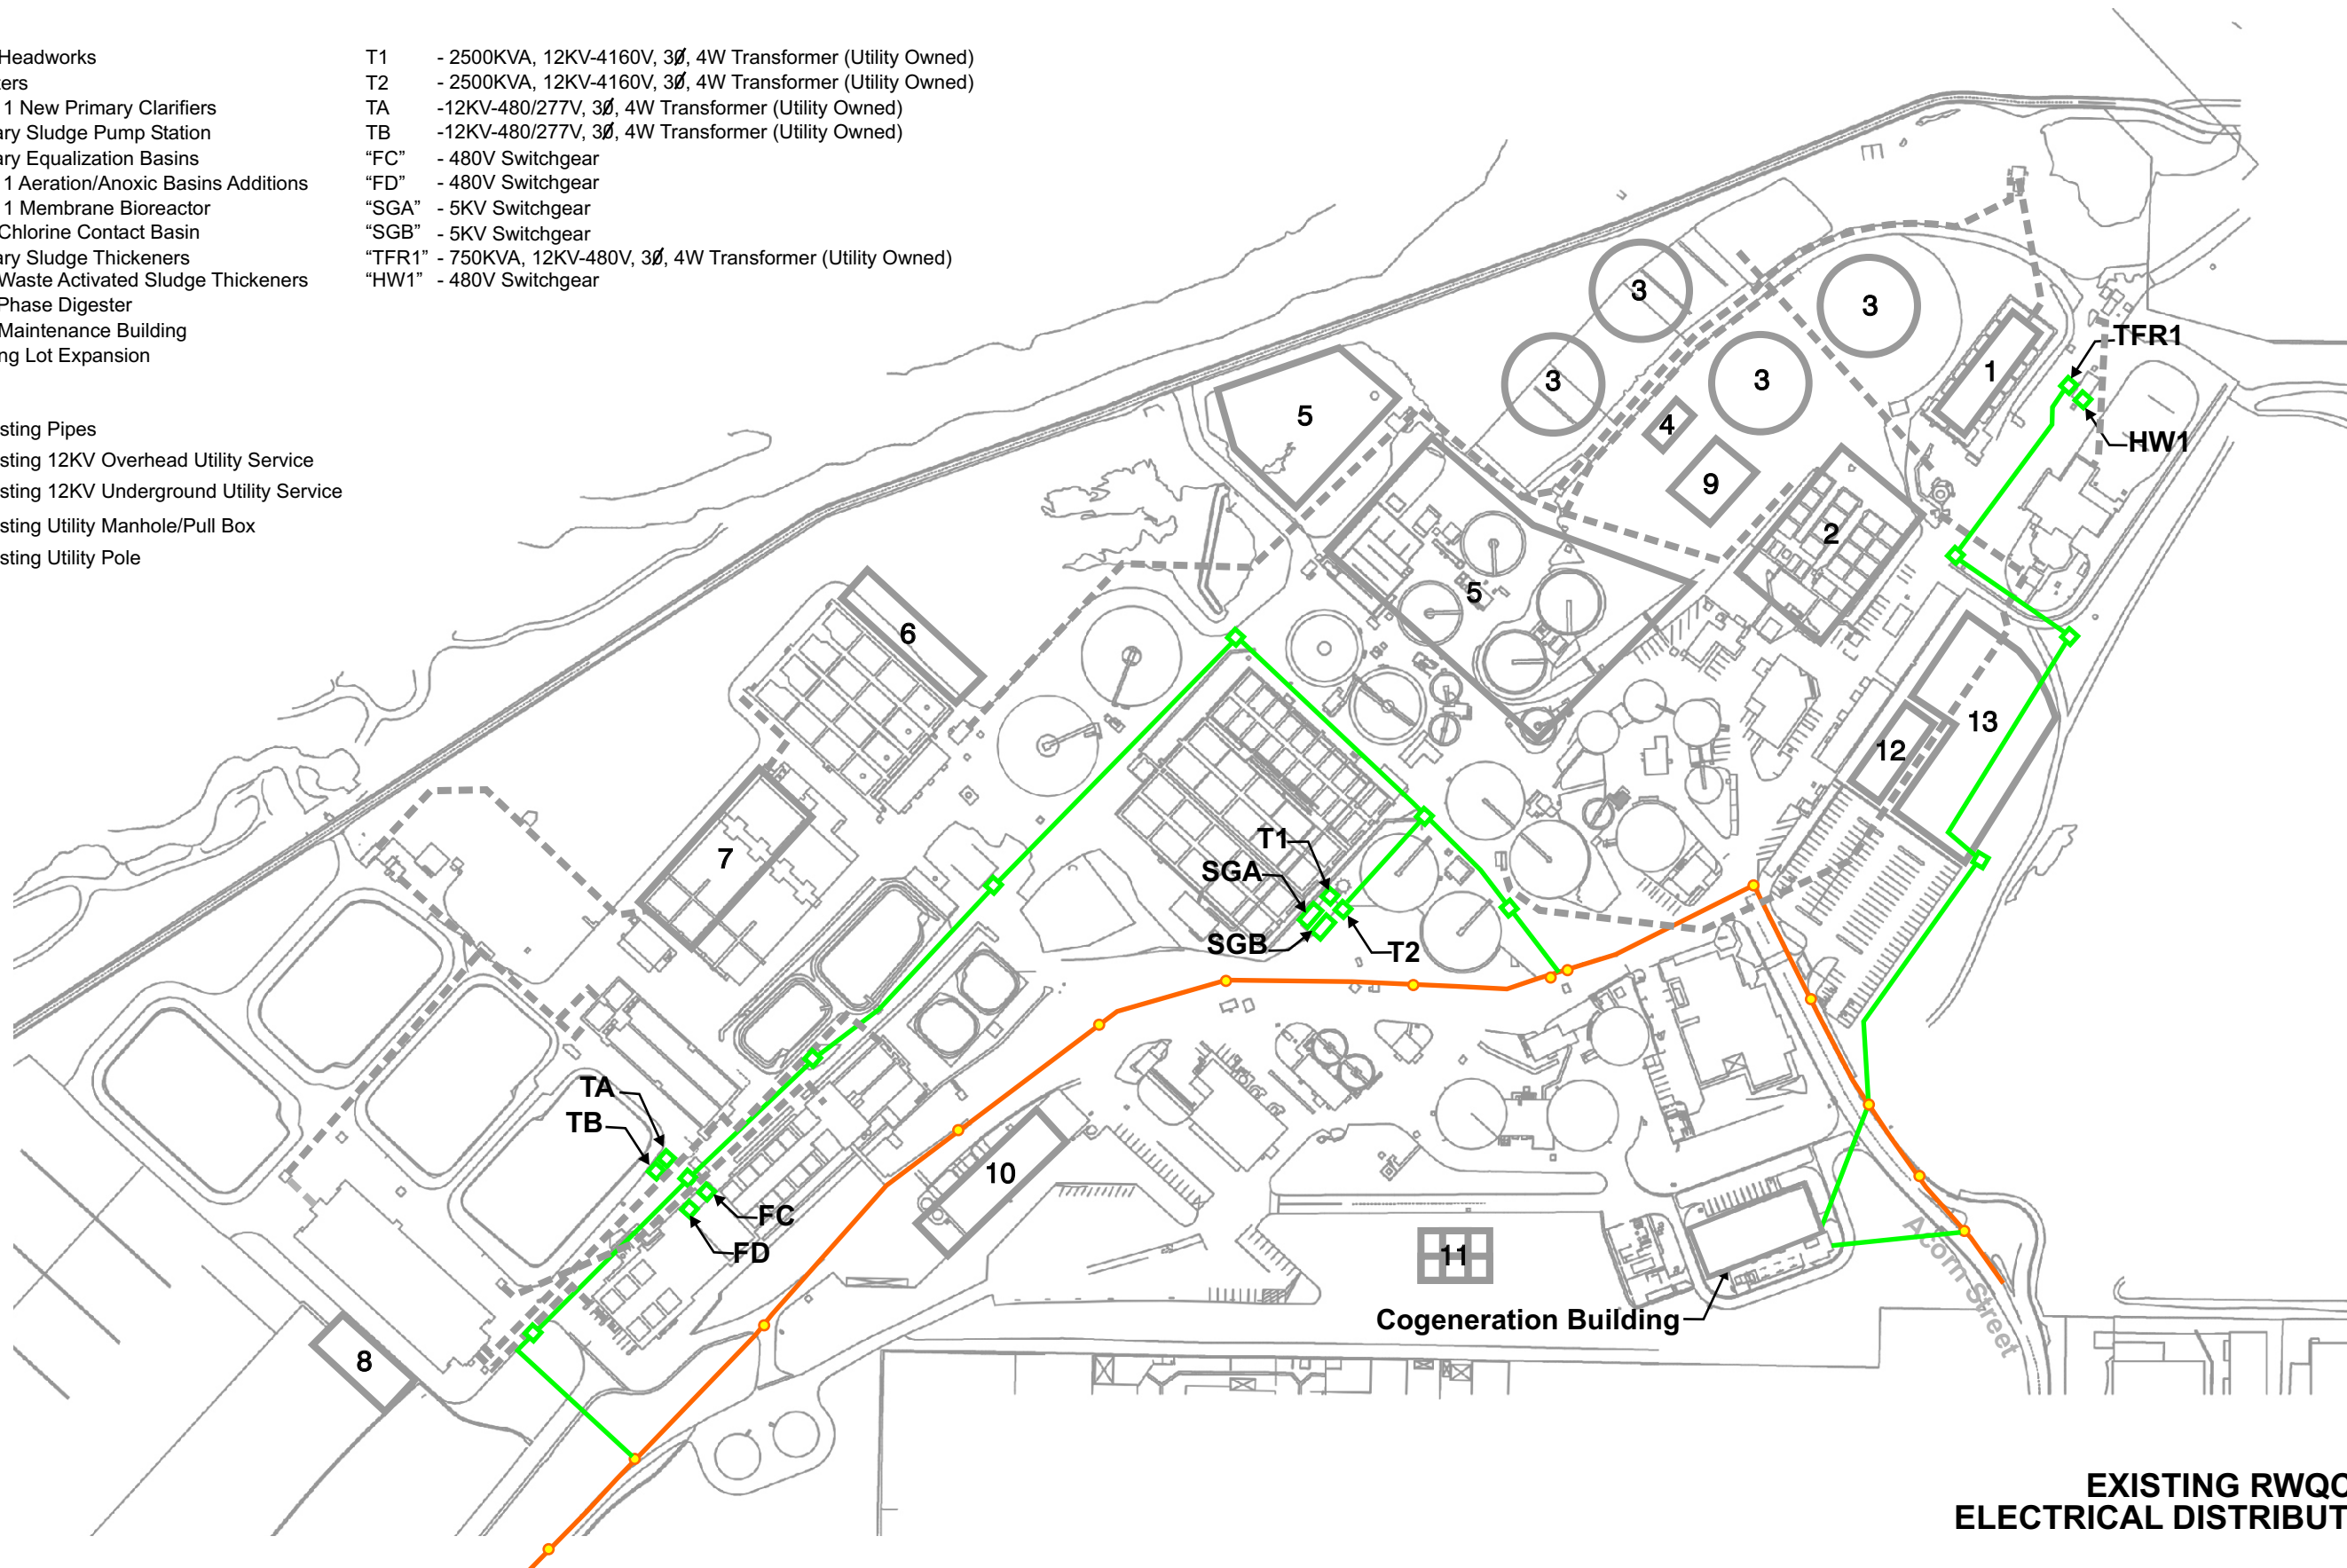 Headworks
ters
1 New Primary Clarifiers
ary Sludge Pump Station
ary Equalization Basins
1 Aeration/Anoxic Basins Additions
1 Membrane Bioreactor
Chlorine Contact Basin
ary Sludge Thickeners
Waste Activated Sludge Thickeners
Phase Digester
Maintenance Building
ng Lot Expansion
T1 - 2500KVA, 12KV-4160V, 3Ø, 4W Transformer (Utility Owned)
T2 - 2500KVA, 12KV-4160V, 3Ø, 4W Transformer (Utility Owned)
TA -12KV-480/277V, 3Ø, 4W Transformer (Utility Owned)
TB -12KV-480/277V, 3Ø, 4W Transformer (Utility Owned)
“FC” - 480V Switchgear
“FD” - 480V Switchgear
“SGA” - 5KV Switchgear
“SGB” - 5KV Switchgear
“TFR1” - 750KVA, 12KV-480V, 3Ø, 4W Transformer (Utility Owned)
“HW1” - 480V Switchgear
sting Pipes
sting 12KV Overhead Utility Service
sting 12KV Underground Utility Service
sting Utility Manhole/Pull Box
sting Utility Pole
3
3
TFR1
1
3
3
5
4
HW1
9
2
5
6
13
12
T1
7
SGA
SGB
T2
TA
TB
10
FC
FD
11
Acorn Street
Cogeneration Building
8
EXISTING RWQC
ELECTRICAL DISTRIBUT